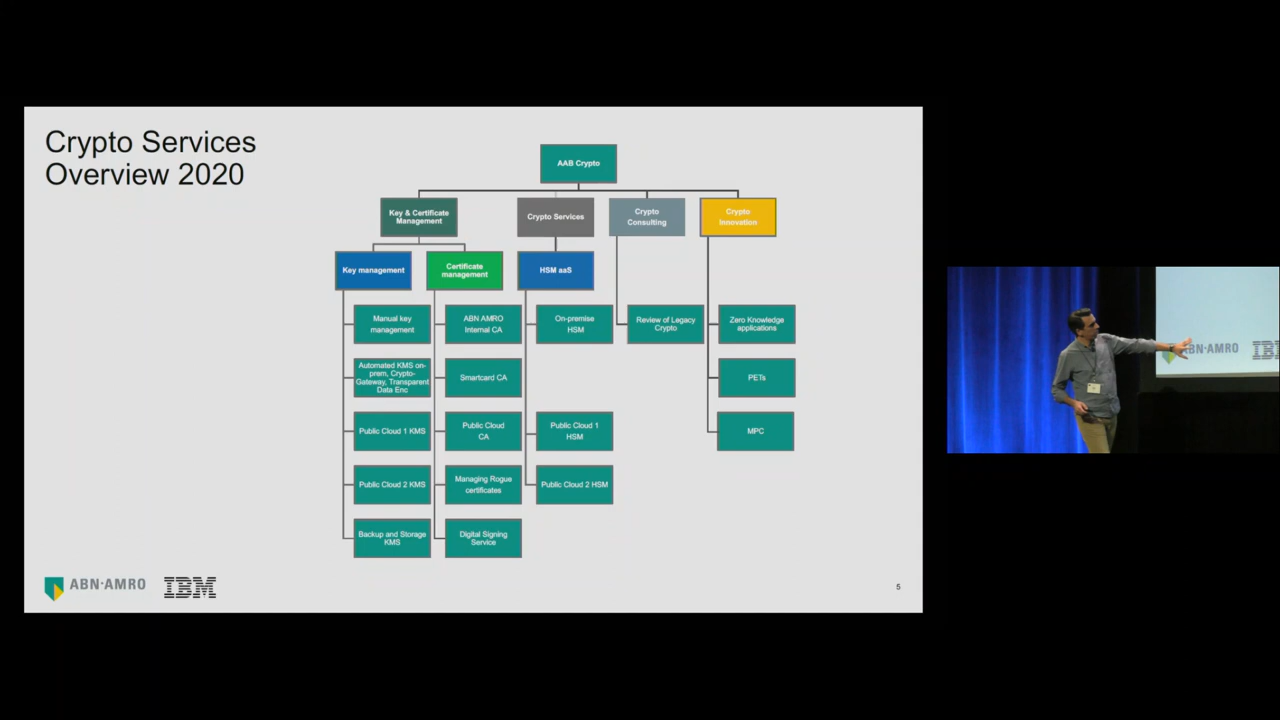 Crypto Services
Overview 2020
AAB Crypto
Key & Certificate
Management
Crypto Services
Crypto
Consulting
Crypto
Innovation
Key management
Certificate
management
HSM aaS
Manual key
management
ABN AMRO
Internal CA
On-premise
HSM
Review of Legacy
Crypto
Zero Knowledge
applications
Automated KMS on-
prem, Crypto-
Gateway, Transparent
Data Enc
Smartcard CA
PETs
Public Cloud 1 KMS
Public Cloud
CA
Public Cloud 1
HSM
MPC
Public Cloud 2 KMS
Managing Rogue
certificates
Public Cloud 2 HSM
Backup and Storage
KMS
Digital Signing
Service
ABN·AMRO
IBM
5
ABN·AMRO
IB